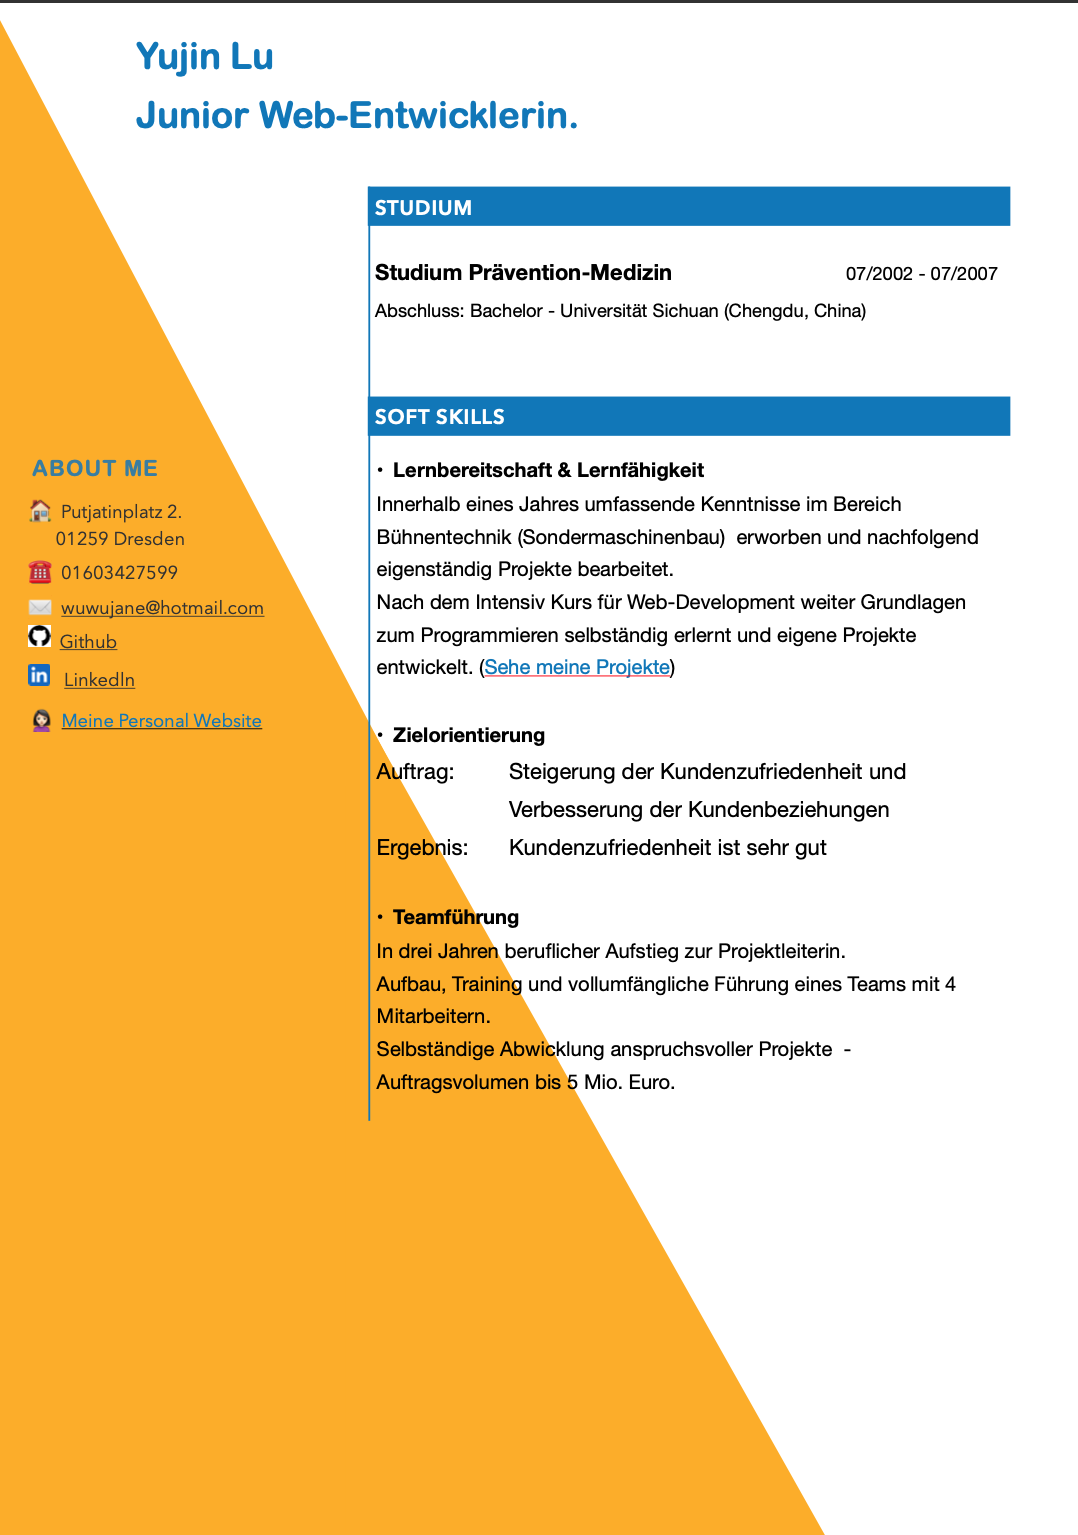 Yujin Lu
Junior Web-Entwicklerin.
ABOUT ME
Putjatinplatz 2.
01259 Dresden
01603427599
wuwujane@hotmail.com
Github
in LinkedIn
Meine Personal Website
STUDIUM
Studium Prävention-Medizin 07/2002 - 07/2007
Abschluss: Bachelor - Universität Sichuan (Chengdu, China)
SOFT SKILLS
• Lernbereitschaft & Lernfähigkeit
Innerhalb eines Jahres umfassende Kenntnisse im Bereich
Bühnentechnik (Sondermaschinenbau)  erworben und nachfolgend
eigenständig Projekte bearbeitet.
Nach dem Intensiv Kurs für Web-Development weiter Grundlagen
zum Programmieren selbständig erlernt und eigene Projekte
entwickelt. (Sehe meine Projekte)
• Zielorientierung
Auftrag: Steigerung der Kundenzufriedenheit und
Verbesserung der Kundenbeziehungen
Ergebnis: Kundenzufriedenheit ist sehr gut
• Teamführung
In drei Jahren beruflicher Aufstieg zur Projektleiterin.
Aufbau, Training und vollumfängliche Führung eines Teams mit 4
Mitarbeitern.
Selbständige Abwicklung anspruchsvoller Projekte  -
Auftragsvolumen bis 5 Mio. Euro.